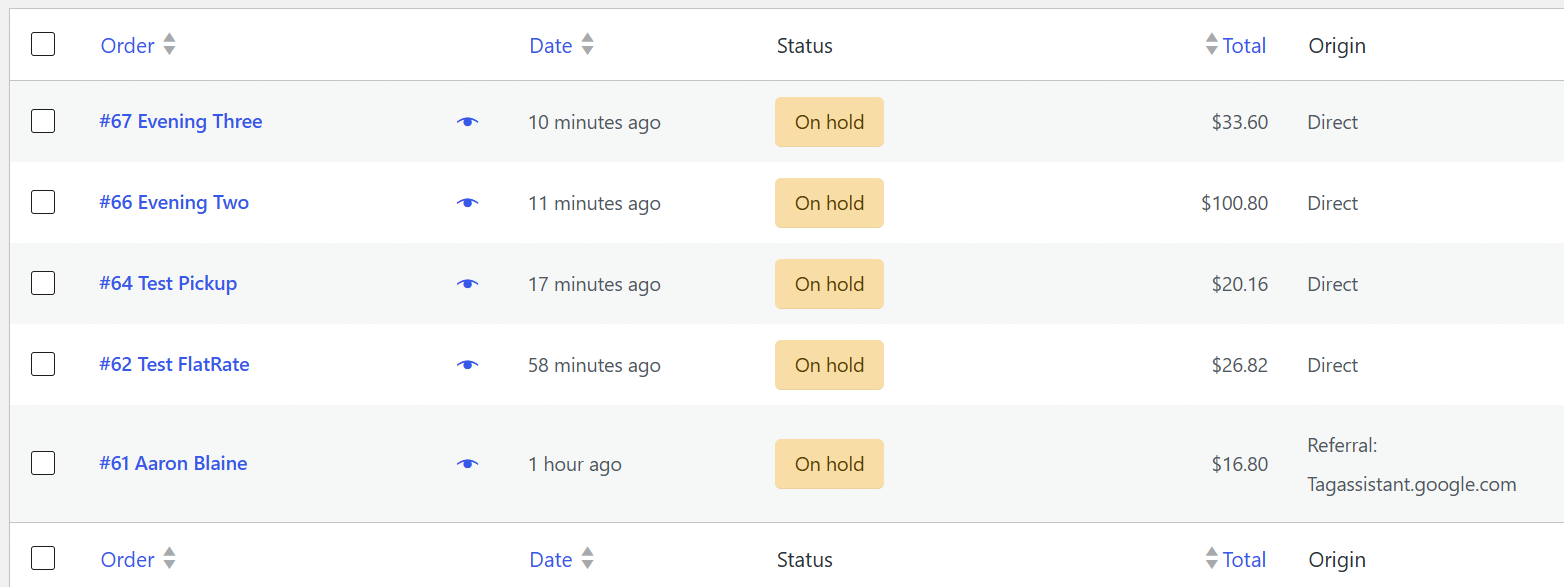 Order Date Status Total Origin
#67 Evening Three 10 minutes ago On hold $33.60 Direct
#66 Evening Two 11 minutes ago On hold $100.80 Direct
#64 Test Pickup 17 minutes ago On hold $20.16 Direct
#62 Test FlatRate 58 minutes ago On hold $26.82 Direct
#61 Aaron Blaine 1 hour ago On hold $16.80 Referral:
Tagassistant.google.com
Order Date Status Total Origin